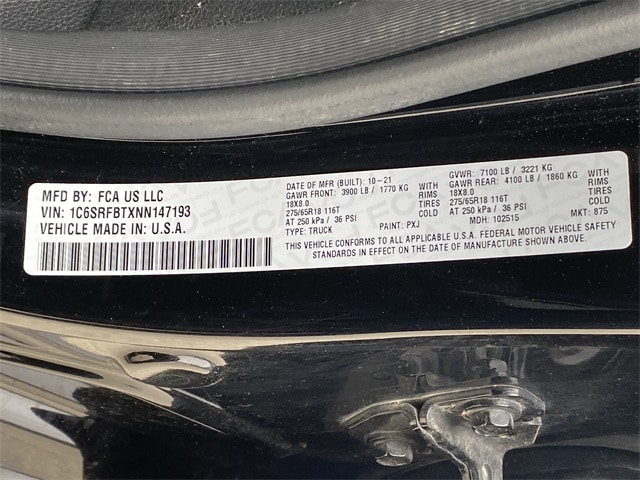 MFD BY: FCA US LLC
VIN: 1C6SRFBTXNN147193
VEHICLE MADE IN: U.S.A.
DATE OF MFR (BUILT): 10-21
GAWR FRONT: 3900 LB / 1770 KG WITH
18X8.0 RIMS
275/65R18 116T TIRES
AT 250 kPa / 36 PSI COLD
TYPE: TRUCK PAINT: PXJ
GVWR: 7100 LB / 3221 KG
GAWR REAR: 4100 LB / 1860 KG WITH
18X8.0 RIMS
275/65R18 116T TIRES
AT 250 kPa / 36 PSI COLD
MDH: 102515 MST: 875
THIS VEHICLE CONFORMS TO ALL APPLICABLE U.S.A. FEDERAL MOTOR VEHICLE SAFETY
STANDARDS IN EFFECT ON THE DATE OF MANUFACTURE SHOWN ABOVE.